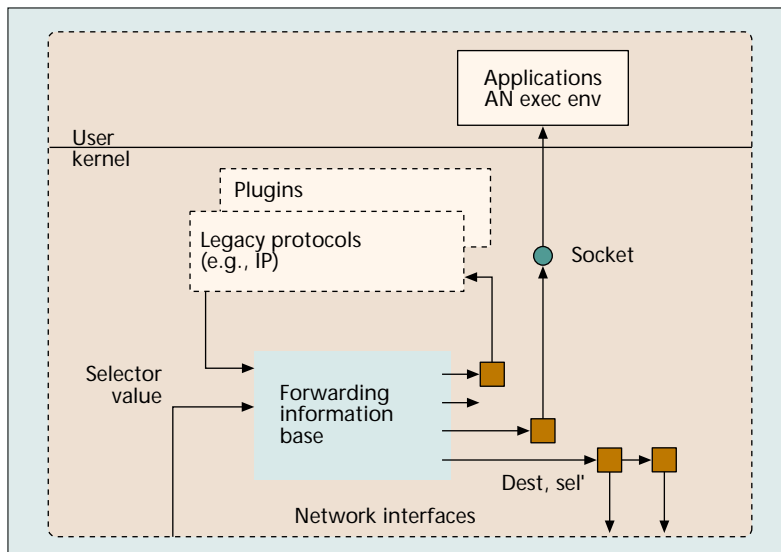 Applications
AN exec env
User
kernel
Plugins
Legacy protocols
(e.g., IP)
Socket
Selector
value
Forwarding
information
base
Dest, sel'
Network interfaces